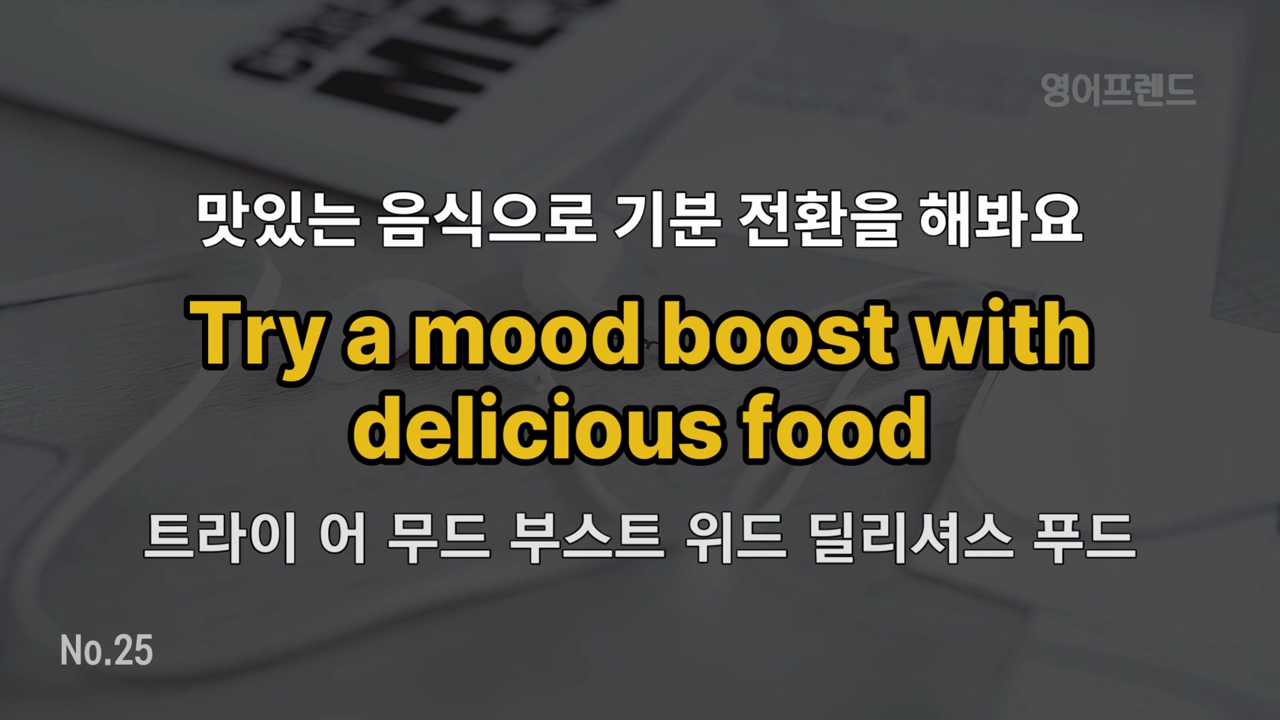 영어프렌드
맛있는 음식으로 기분 전환을 해봐요
Try a mood boost with
delicious food
트라이 어 무드 부스트 위드 딜리셔스 푸드
No.25